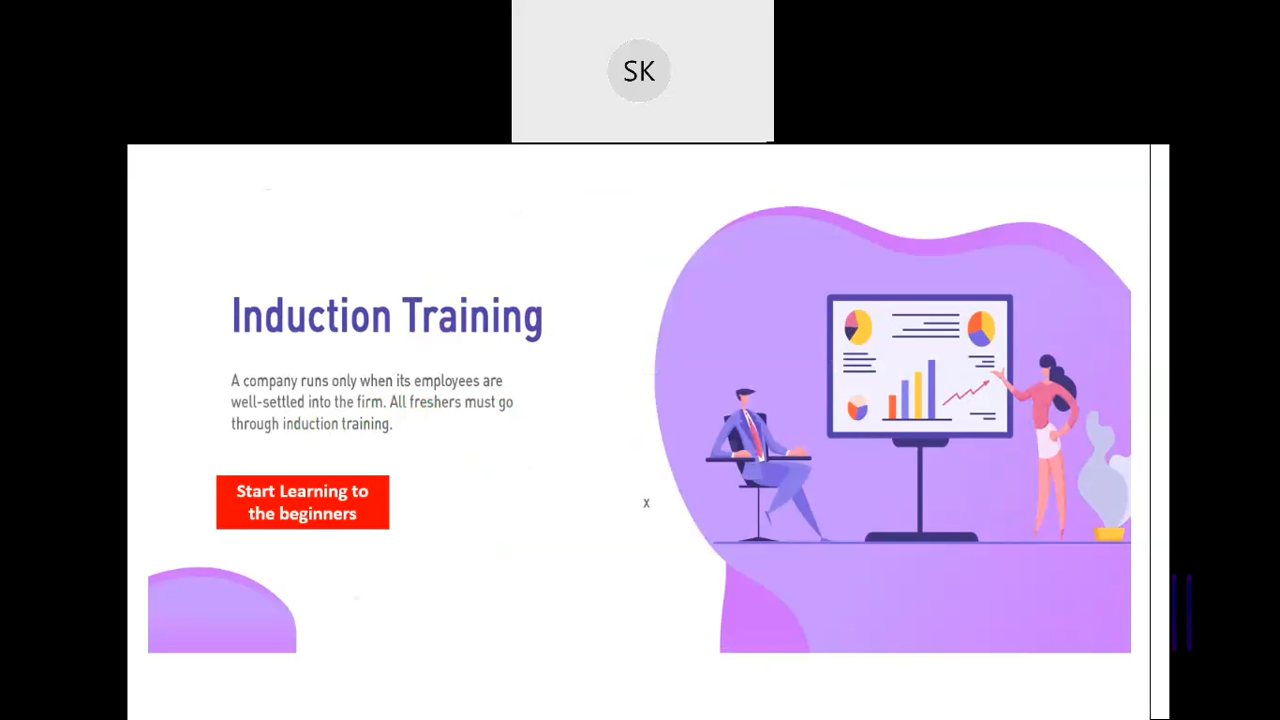 SK
Induction Training
A company runs only when its employees are
well-settled into the firm. All freshers must go
through induction training.
Start Learning to
the beginners
x